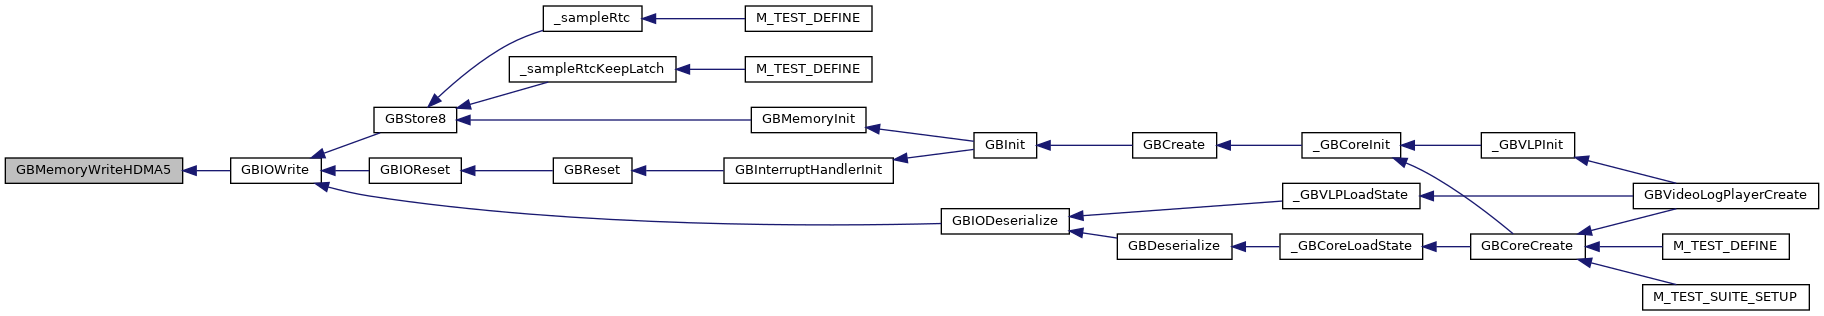 _sampleRtc
M_TEST_DEFINE
_sampleRtcKeepLatch
M_TEST_DEFINE
GBStore8
GBMemoryInit
GBInit
GBCreate
_GBCoreInit
_GBVLPInit
GBMemoryWriteHDMA5
GBIOWrite
GBIOReset
GBReset
GBInterruptHandlerInit
_GBVLPLoadState
GBVideoLogPlayerCreate
GBIODeserialize
GBDeserialize
_GBCoreLoadState
GBCoreCreate
M_TEST_DEFINE
M_TEST_SUITE_SETUP